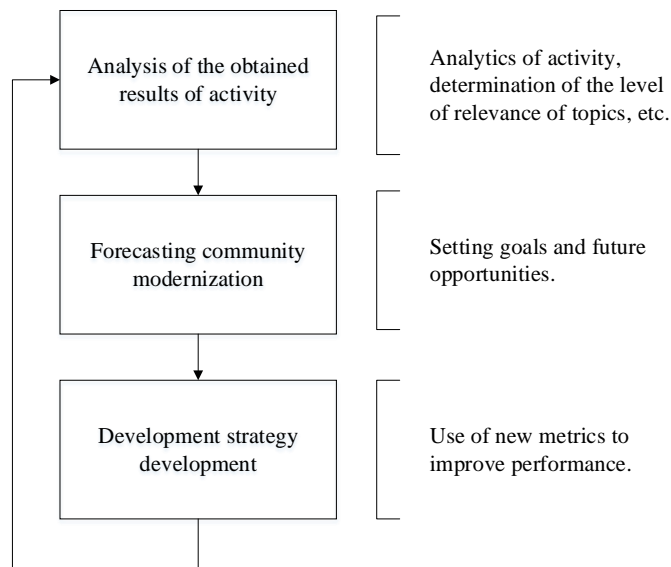 Analysis of the obtained
results of activity
Analytics of activity,
determination of the level
of relevance of topics, etc.
Forecasting community
modernization
Setting goals and future
opportunities.
Development strategy
development
Use of new metrics to
improve performance.